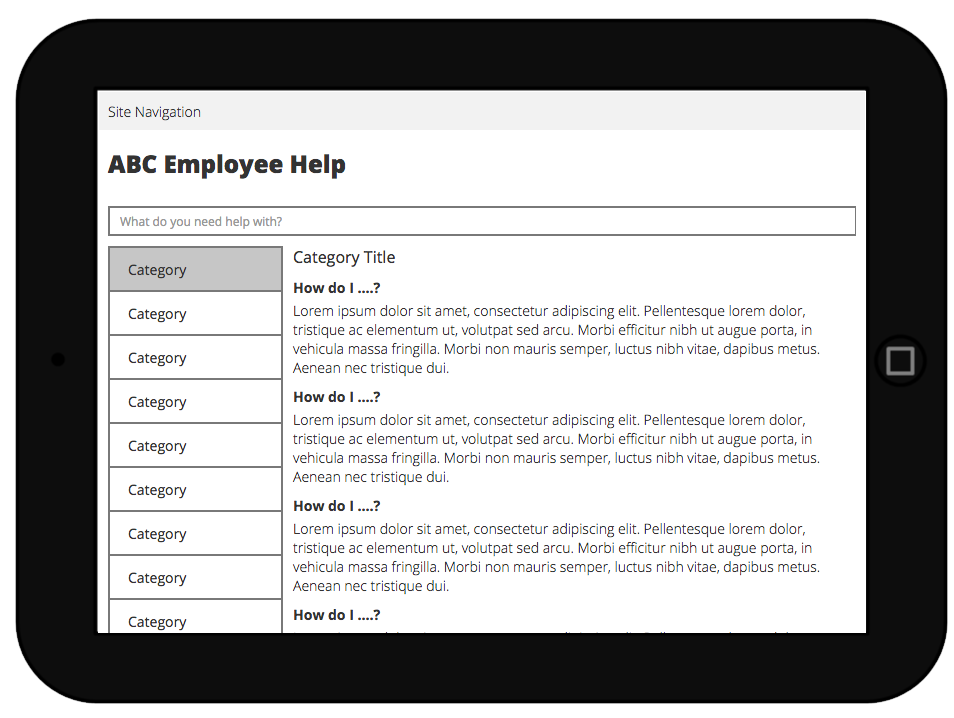 Site Navigation
ABC Employee Help
What do you need help with?
Category
Category
Category
Category
Category
Category
Category
Category
Category
Category Title
How do I ....?
Lorem ipsum dolor sit amet, consectetur adipiscing elit. Pellentesque lorem dolor,
tristique ac elementum ut, volutpat sed arcu. Morbi efficitur nibh ut augue porta, in
vehicula massa fringilla. Morbi non mauris semper, luctus nibh vitae, dapibus metus.
Aenean nec tristique dui.
How do I ....?
Lorem ipsum dolor sit amet, consectetur adipiscing elit. Pellentesque lorem dolor,
tristique ac elementum ut, volutpat sed arcu. Morbi efficitur nibh ut augue porta, in
vehicula massa fringilla. Morbi non mauris semper, luctus nibh vitae, dapibus metus.
Aenean nec tristique dui.
How do I ....?
Lorem ipsum dolor sit amet, consectetur adipiscing elit. Pellentesque lorem dolor,
tristique ac elementum ut, volutpat sed arcu. Morbi efficitur nibh ut augue porta, in
vehicula massa fringilla. Morbi non mauris semper, luctus nibh vitae, dapibus metus.
Aenean nec tristique dui.
How do I ....?